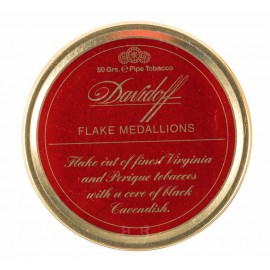 50 Grs. ℮ Pipe Tobacco
Davidoff
FLAKE MEDALLIONS
Flake cut of finest Virginia
and Perique tobaccos
with a core of black
Cavendish.